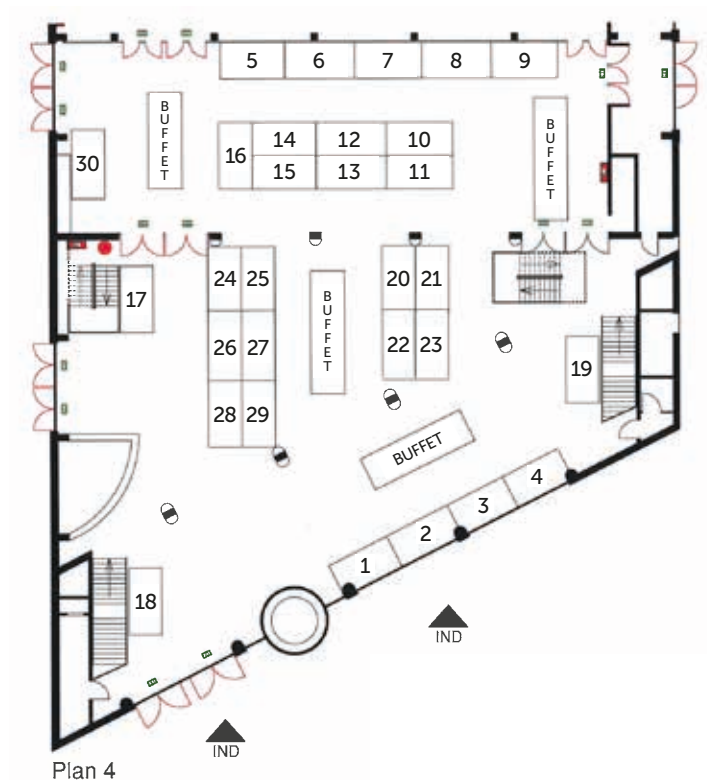 5 6 7 8 9
BUFFET
BUFFET
16 14 12 10
15 13 11
30
24 25
20 21
17
BUFFET
26 27
22 23
19
28 29
BUFFET
4
3
2
1
18
IND
IND
Plan 4